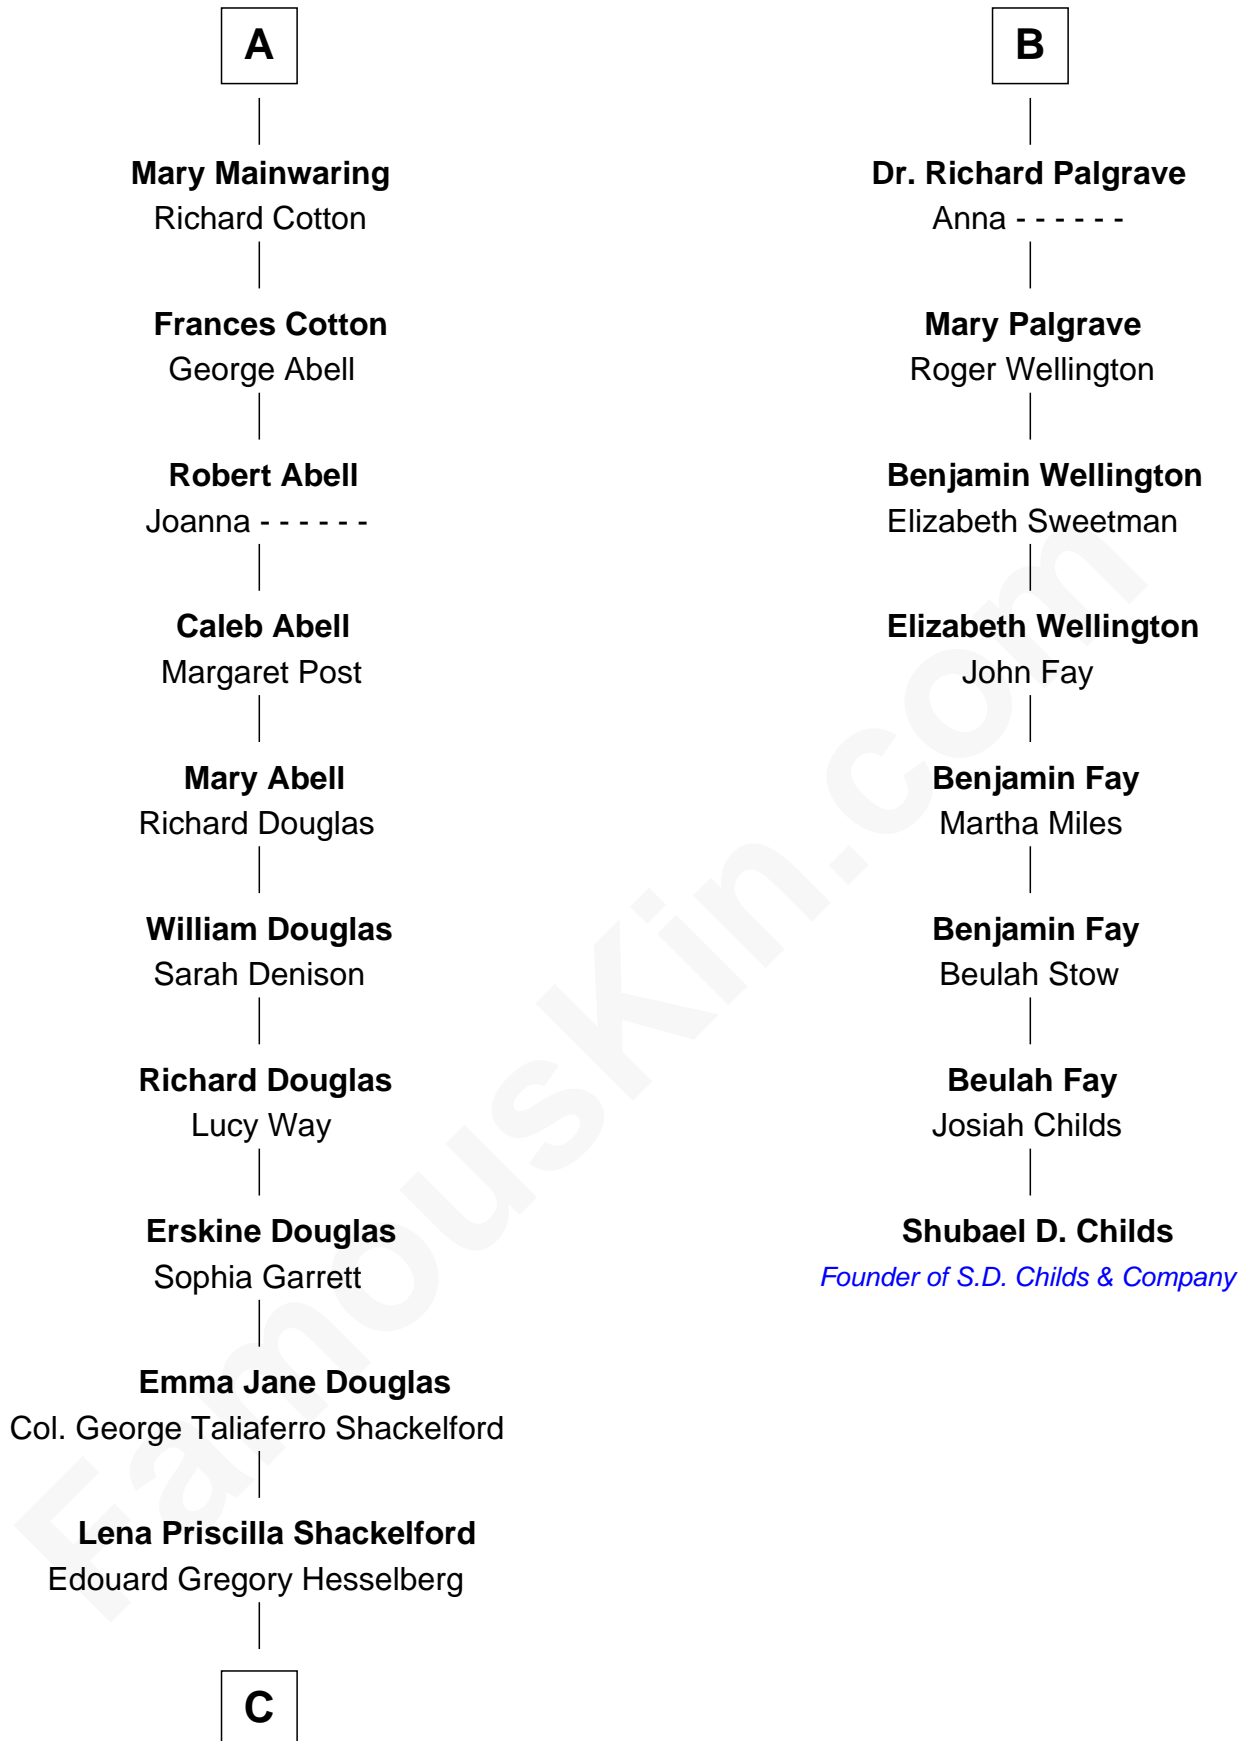 A
Mary Mainwaring
Richard Cotton
Frances Cotton
George Abell
Robert Abell
Joanna - - - - - -
Caleb Abell
Margaret Post
Mary Abell
Richard Douglas
William Douglas
Sarah Denison
Richard Douglas
Lucy Way
Erskine Douglas
Sophia Garrett
Emma Jane Douglas
Col. George Taliaferro Shackelford
Lena Priscilla Shackelford
Edouard Gregory Hesselberg
C
B
Dr. Richard Palgrave
Anna - - - - - -
Mary Palgrave
Roger Wellington
Benjamin Wellington
Elizabeth Sweetman
Elizabeth Wellington
John Fay
Benjamin Fay
Martha Miles
Benjamin Fay
Beulah Stow
Beulah Fay
Josiah Childs
Shubael D. Childs
Founder of S.D. Childs & Company
FamousKin.com